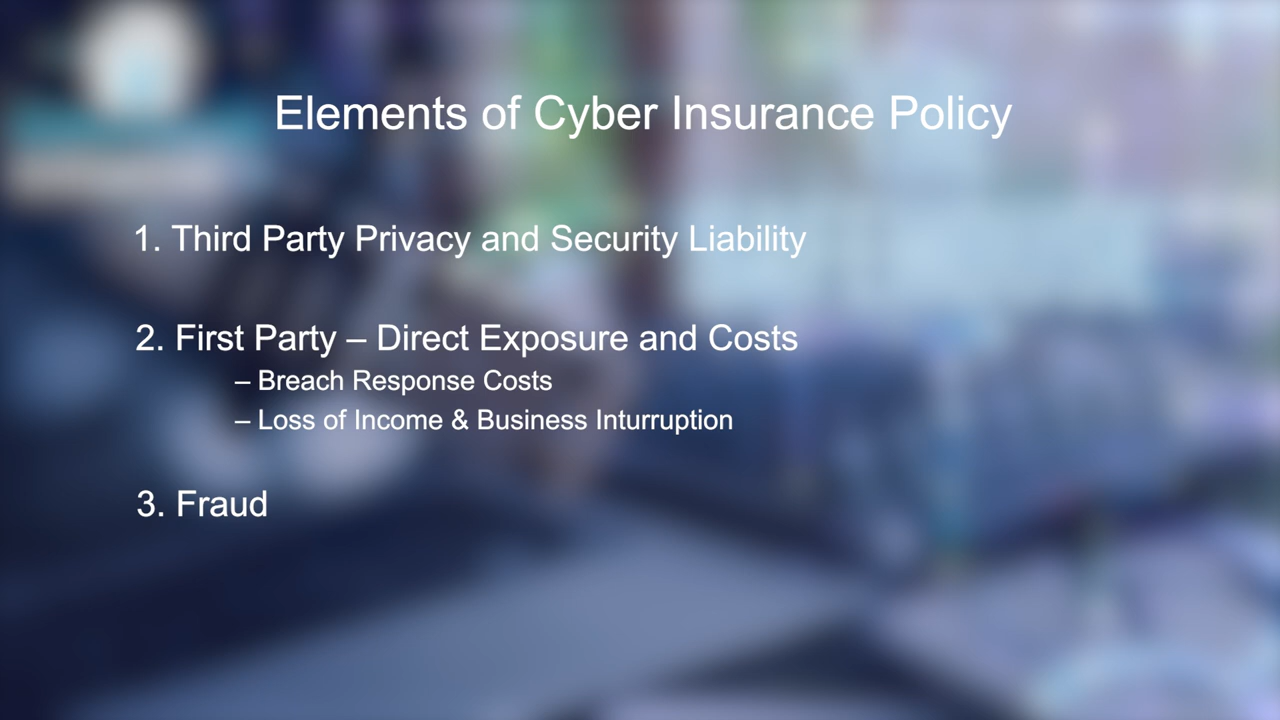 Elements of Cyber Insurance Policy
1. Third Party Privacy and Security Liability
2. First Party – Direct Exposure and Costs
– Breach Response Costs
– Loss of Income & Business Inturruption
3. Fraud